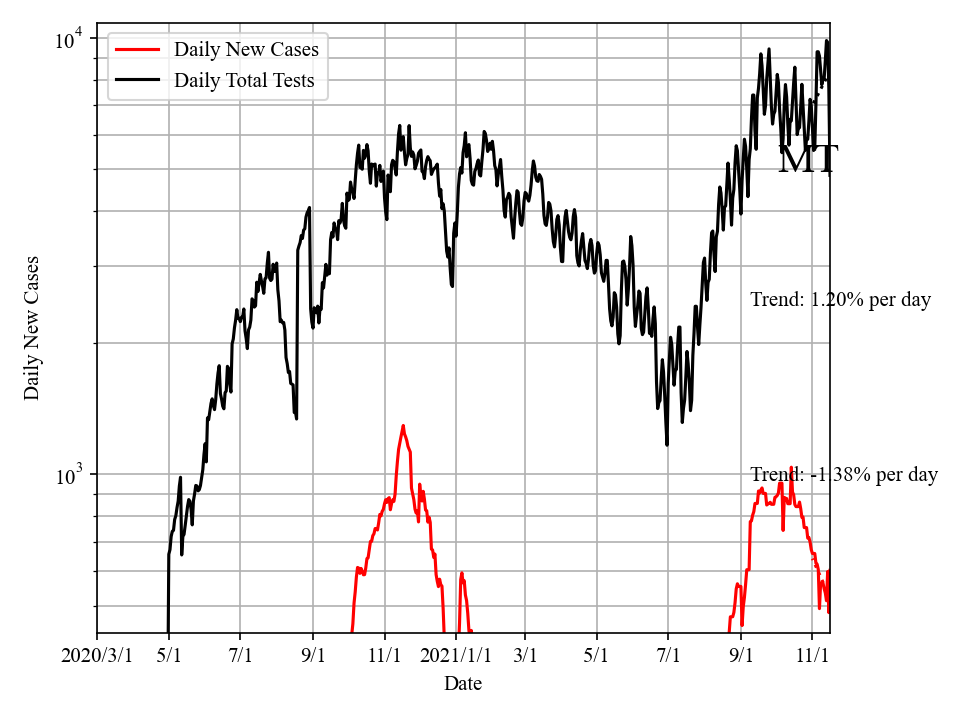 10^4
Daily New Cases
Daily Total Tests
MT
Trend: 1.20% per day
Daily New Cases
10^3
Trend: -1.38% per day
2020/3/1 5/1 7/1 9/1 11/1 2021/1/1 3/1 5/1 7/1 9/1 11/1
Date